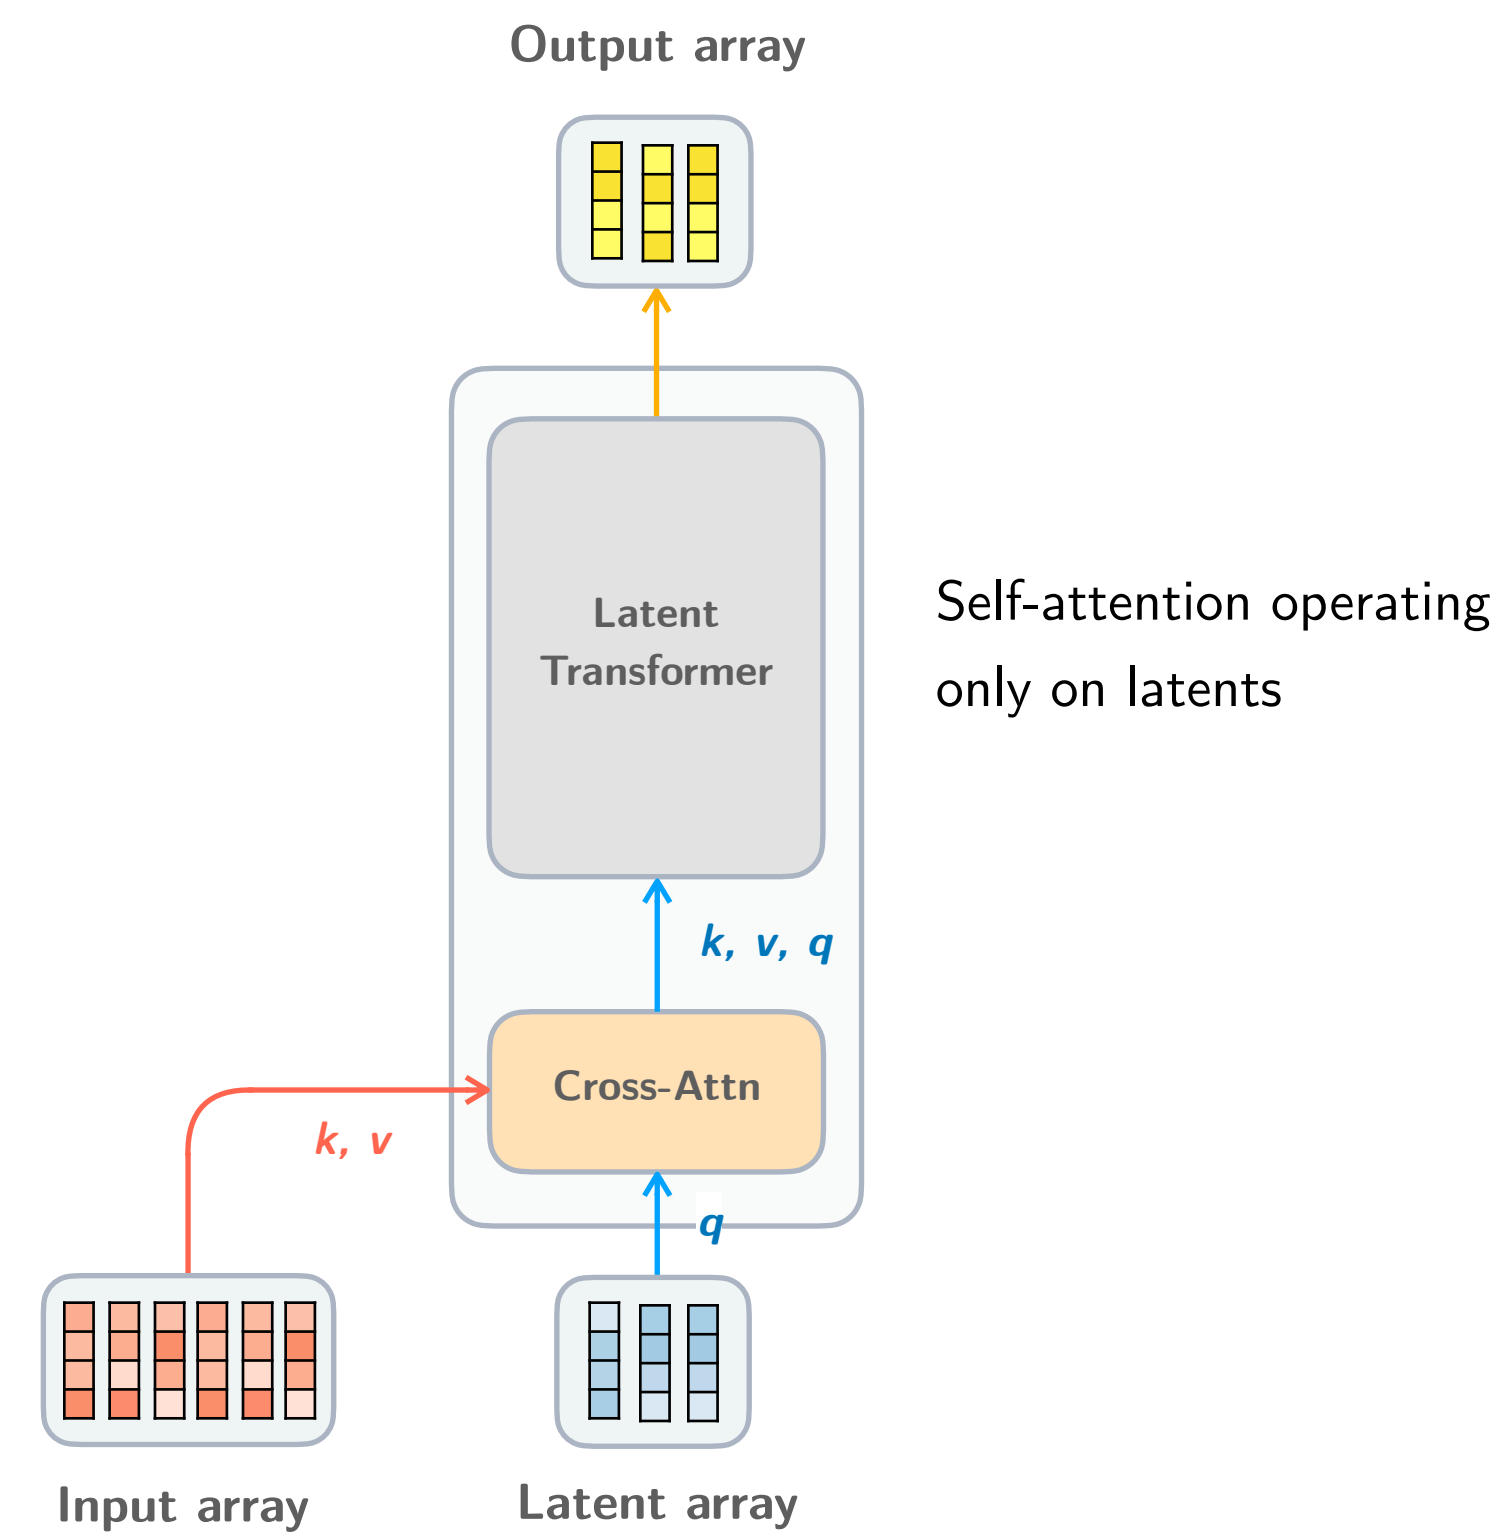 Output array
Latent
Transformer
Self-attention operating
only on latents
k, v, q
Cross-Attn
k, v
q
Input array
Latent array